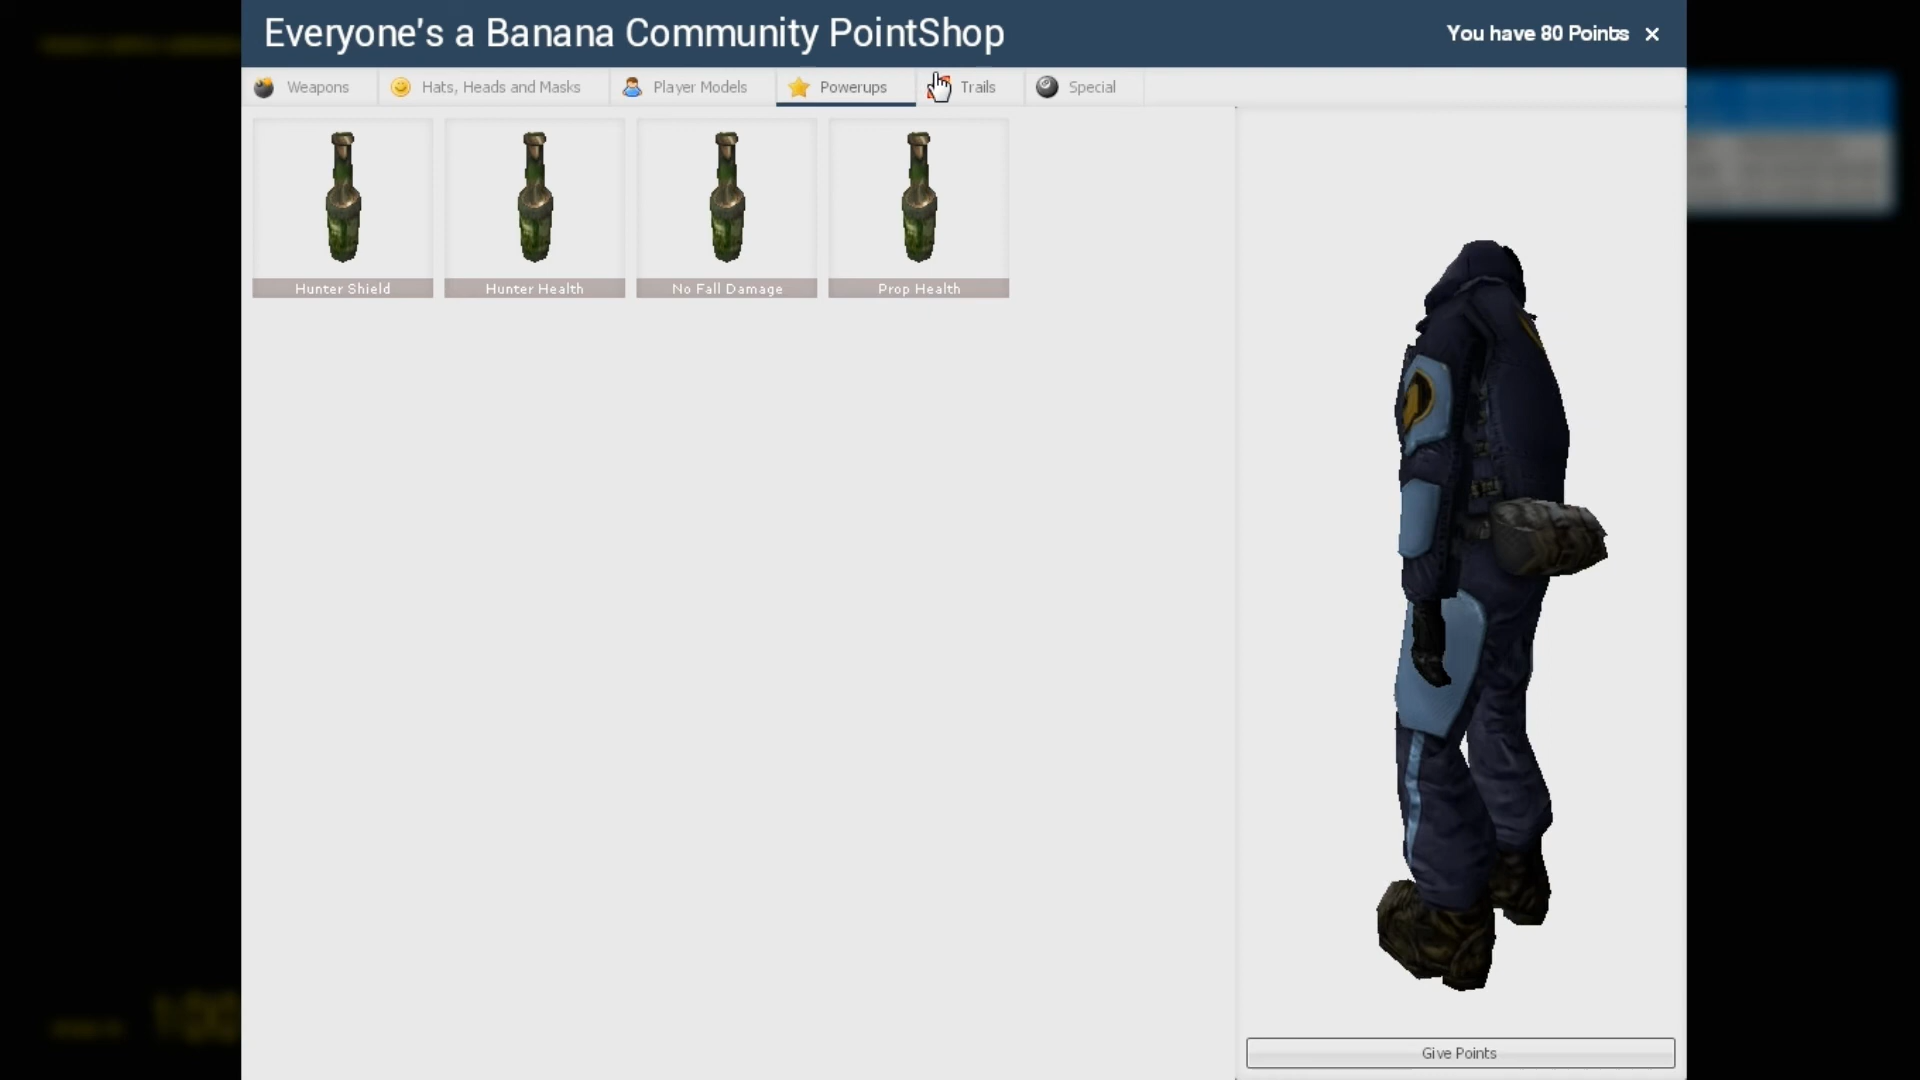 Everyone's a Banana Community PointShop
You have 80 Points
Weapons
Hats, Heads and Masks
Player Models
Powerups
Trails
Special
Hunter Shield
Hunter Health
No Fall Damage
Prop Health
Give Points